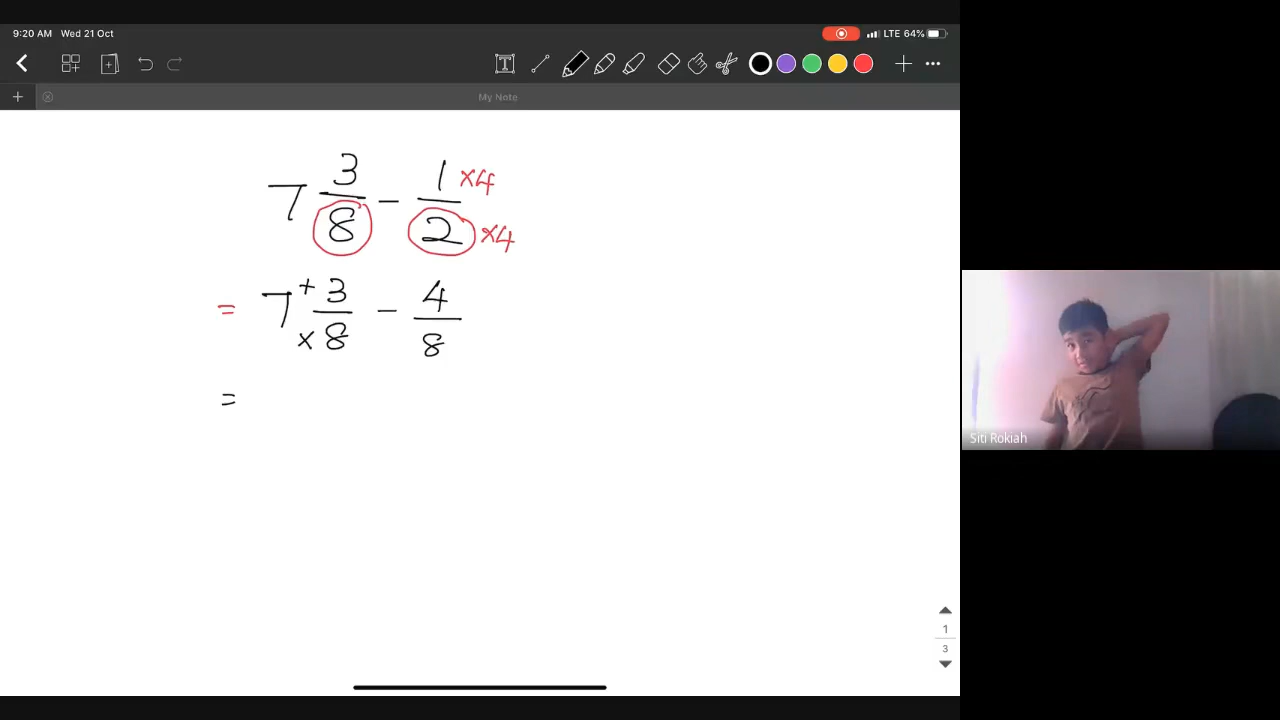 9:20 AM Wed 21 Oct LTE 64%
T
My Note
7 3/8 - 1/2 ×4 ×4
= 7 + 3/× 8 - 4/8
=
1
3
Siti Rokiah